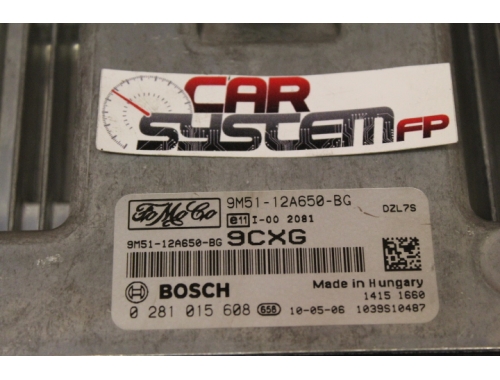 CAR
SYSTEM FP
FoMoCo
9M51-12A650-BG
DZL7S
e11 I-00 2081
9M51-12A650-BG 9CXG
Made in Hungary
BOSCH
1415 1660
0 281 015 608 656 10-05-06 1039S10487